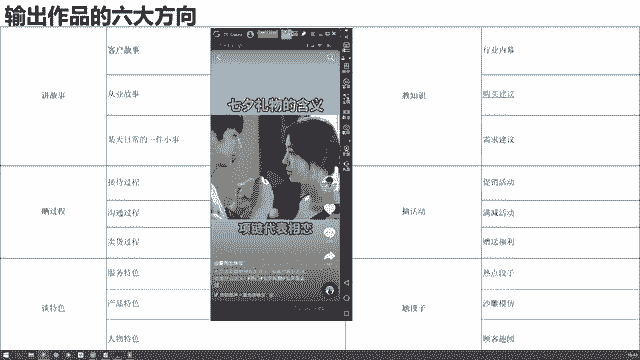 输出作品的六大方向
讲故事
客户故事
从业故事
某天日常的一件小事
晒过程
接待过程
沟通过程
卖货过程
谈特色
服务特色
产品特色
人物特色
七夕礼物的含义
项链代表相恋
教知识
行业内幕
购买建议
需求建议
搞活动
促销活动
满减活动
赠送福利
热点段子
沙雕模仿
顾客趣闻